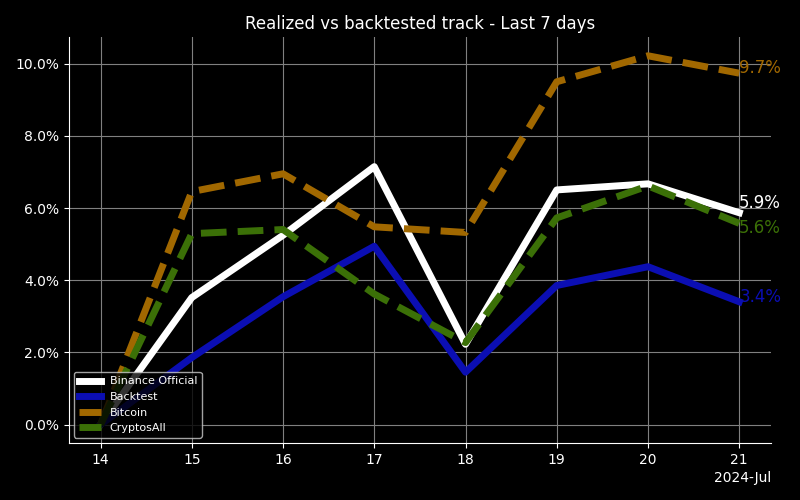 Realized vs backtested track - Last 7 days
10.0%
8.0%
6.0%
4.0%
2.0%
0.0%
9.7%
5.9%
5.6%
3.4%
Binance Official
Backtest
Bitcoin
CryptosAll
14 15 16 17 18 19 20 21
2024-Jul